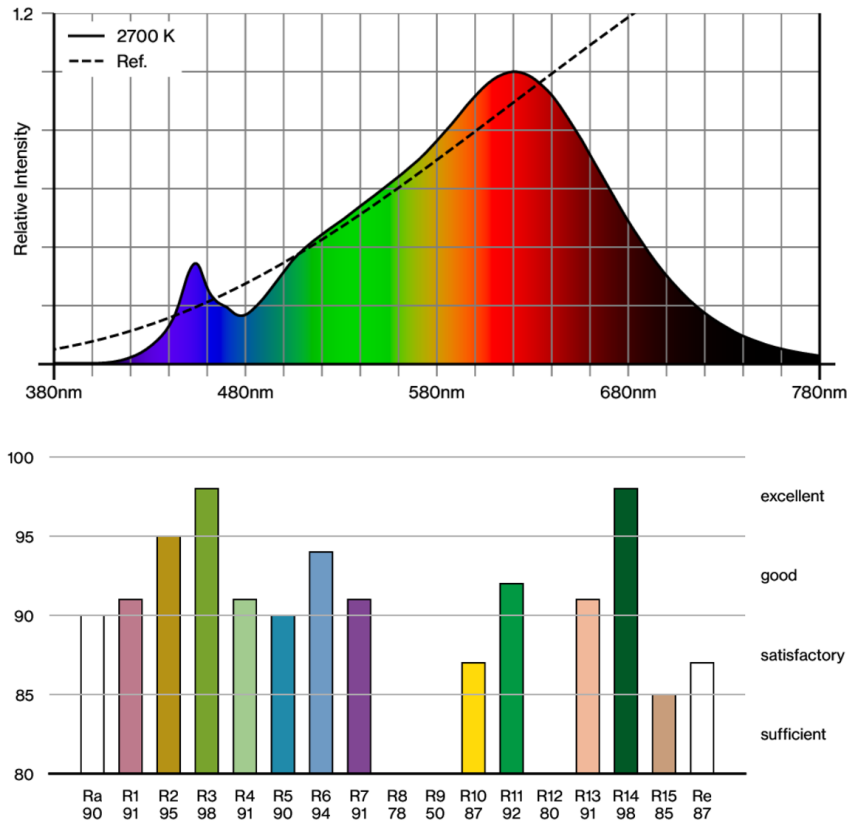 1.2
2700 K
Ref.
Relative Intensity
380nm 480nm 580nm 680nm 780nm
100
excellent
95
good
90
satisfactory
85
sufficient
80
Ra R1 R2 R3 R4 R5 R6 R7 R8 R9 R10 R11 R12 R13 R14 R15 Re
90 91 95 98 91 90 94 91 78 50 87 92 80 91 98 85 87